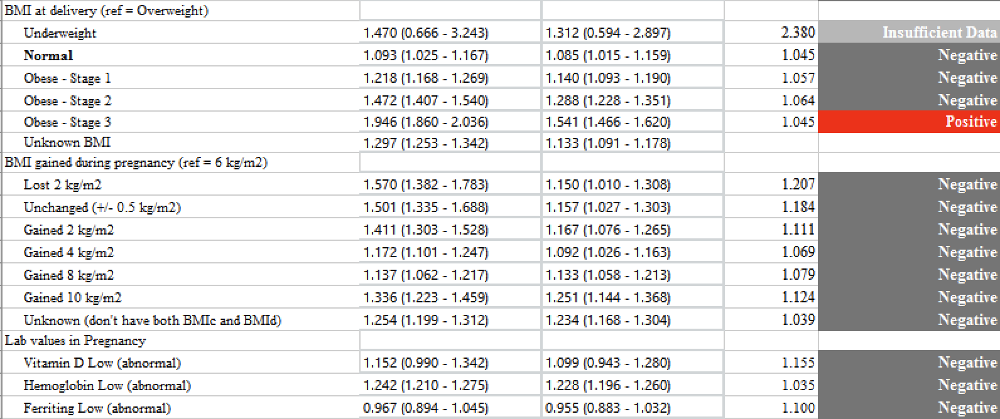 BMI at delivery (ref = Overweight)
Underweight 1.470 (0.666 - 3.243) 1.312 (0.594 - 2.897) 2.380 Insufficient Data
Normal 1.093 (1.025 - 1.167) 1.085 (1.015 - 1.159) 1.045 Negative
Obese - Stage 1 1.218 (1.168 - 1.269) 1.140 (1.093 - 1.190) 1.057 Negative
Obese - Stage 2 1.472 (1.407 - 1.540) 1.288 (1.228 - 1.351) 1.064 Negative
Obese - Stage 3 1.946 (1.860 - 2.036) 1.541 (1.466 - 1.620) 1.045 Positive
Unknown BMI 1.297 (1.253 - 1.342) 1.133 (1.091 - 1.178)
BMI gained during pregnancy (ref = 6 kg/m2)
Lost 2 kg/m2 1.570 (1.382 - 1.783) 1.150 (1.010 - 1.308) 1.207 Negative
Unchanged (+/- 0.5 kg/m2) 1.501 (1.335 - 1.688) 1.157 (1.027 - 1.303) 1.184 Negative
Gained 2 kg/m2 1.411 (1.303 - 1.528) 1.167 (1.076 - 1.265) 1.111 Negative
Gained 4 kg/m2 1.172 (1.101 - 1.247) 1.092 (1.026 - 1.163) 1.069 Negative
Gained 8 kg/m2 1.137 (1.062 - 1.217) 1.133 (1.058 - 1.213) 1.079 Negative
Gained 10 kg/m2 1.336 (1.223 - 1.459) 1.251 (1.144 - 1.368) 1.124 Negative
Unknown (don't have both BMIc and BMId) 1.254 (1.199 - 1.312) 1.234 (1.168 - 1.304) 1.039 Negative
Lab values in Pregnancy
Vitamin D Low (abnormal) 1.152 (0.990 - 1.342) 1.099 (0.943 - 1.280) 1.155 Negative
Hemoglobin Low (abnormal) 1.242 (1.210 - 1.275) 1.228 (1.196 - 1.260) 1.035 Negative
Ferriting Low (abnormal) 0.967 (0.894 - 1.045) 0.955 (0.883 - 1.032) 1.100 Negative